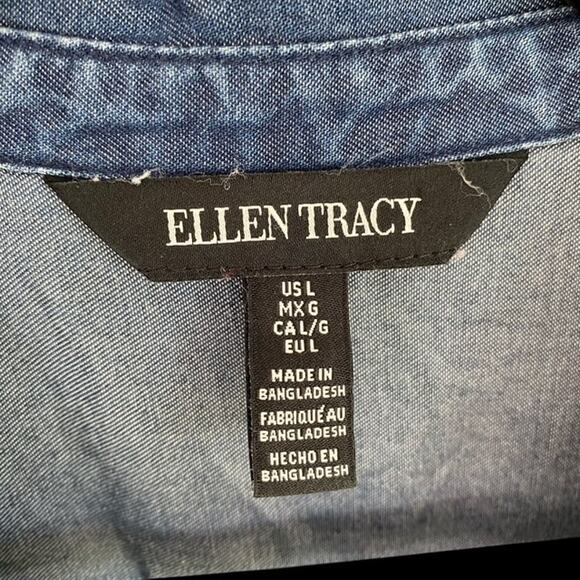 ELLEN TRACY
US L
MX G
CA L/G
EU L
MADE IN
BANGLADESH
FABRIQUÉ AU
BANGLADESH
HECHO EN
BANGLADESH